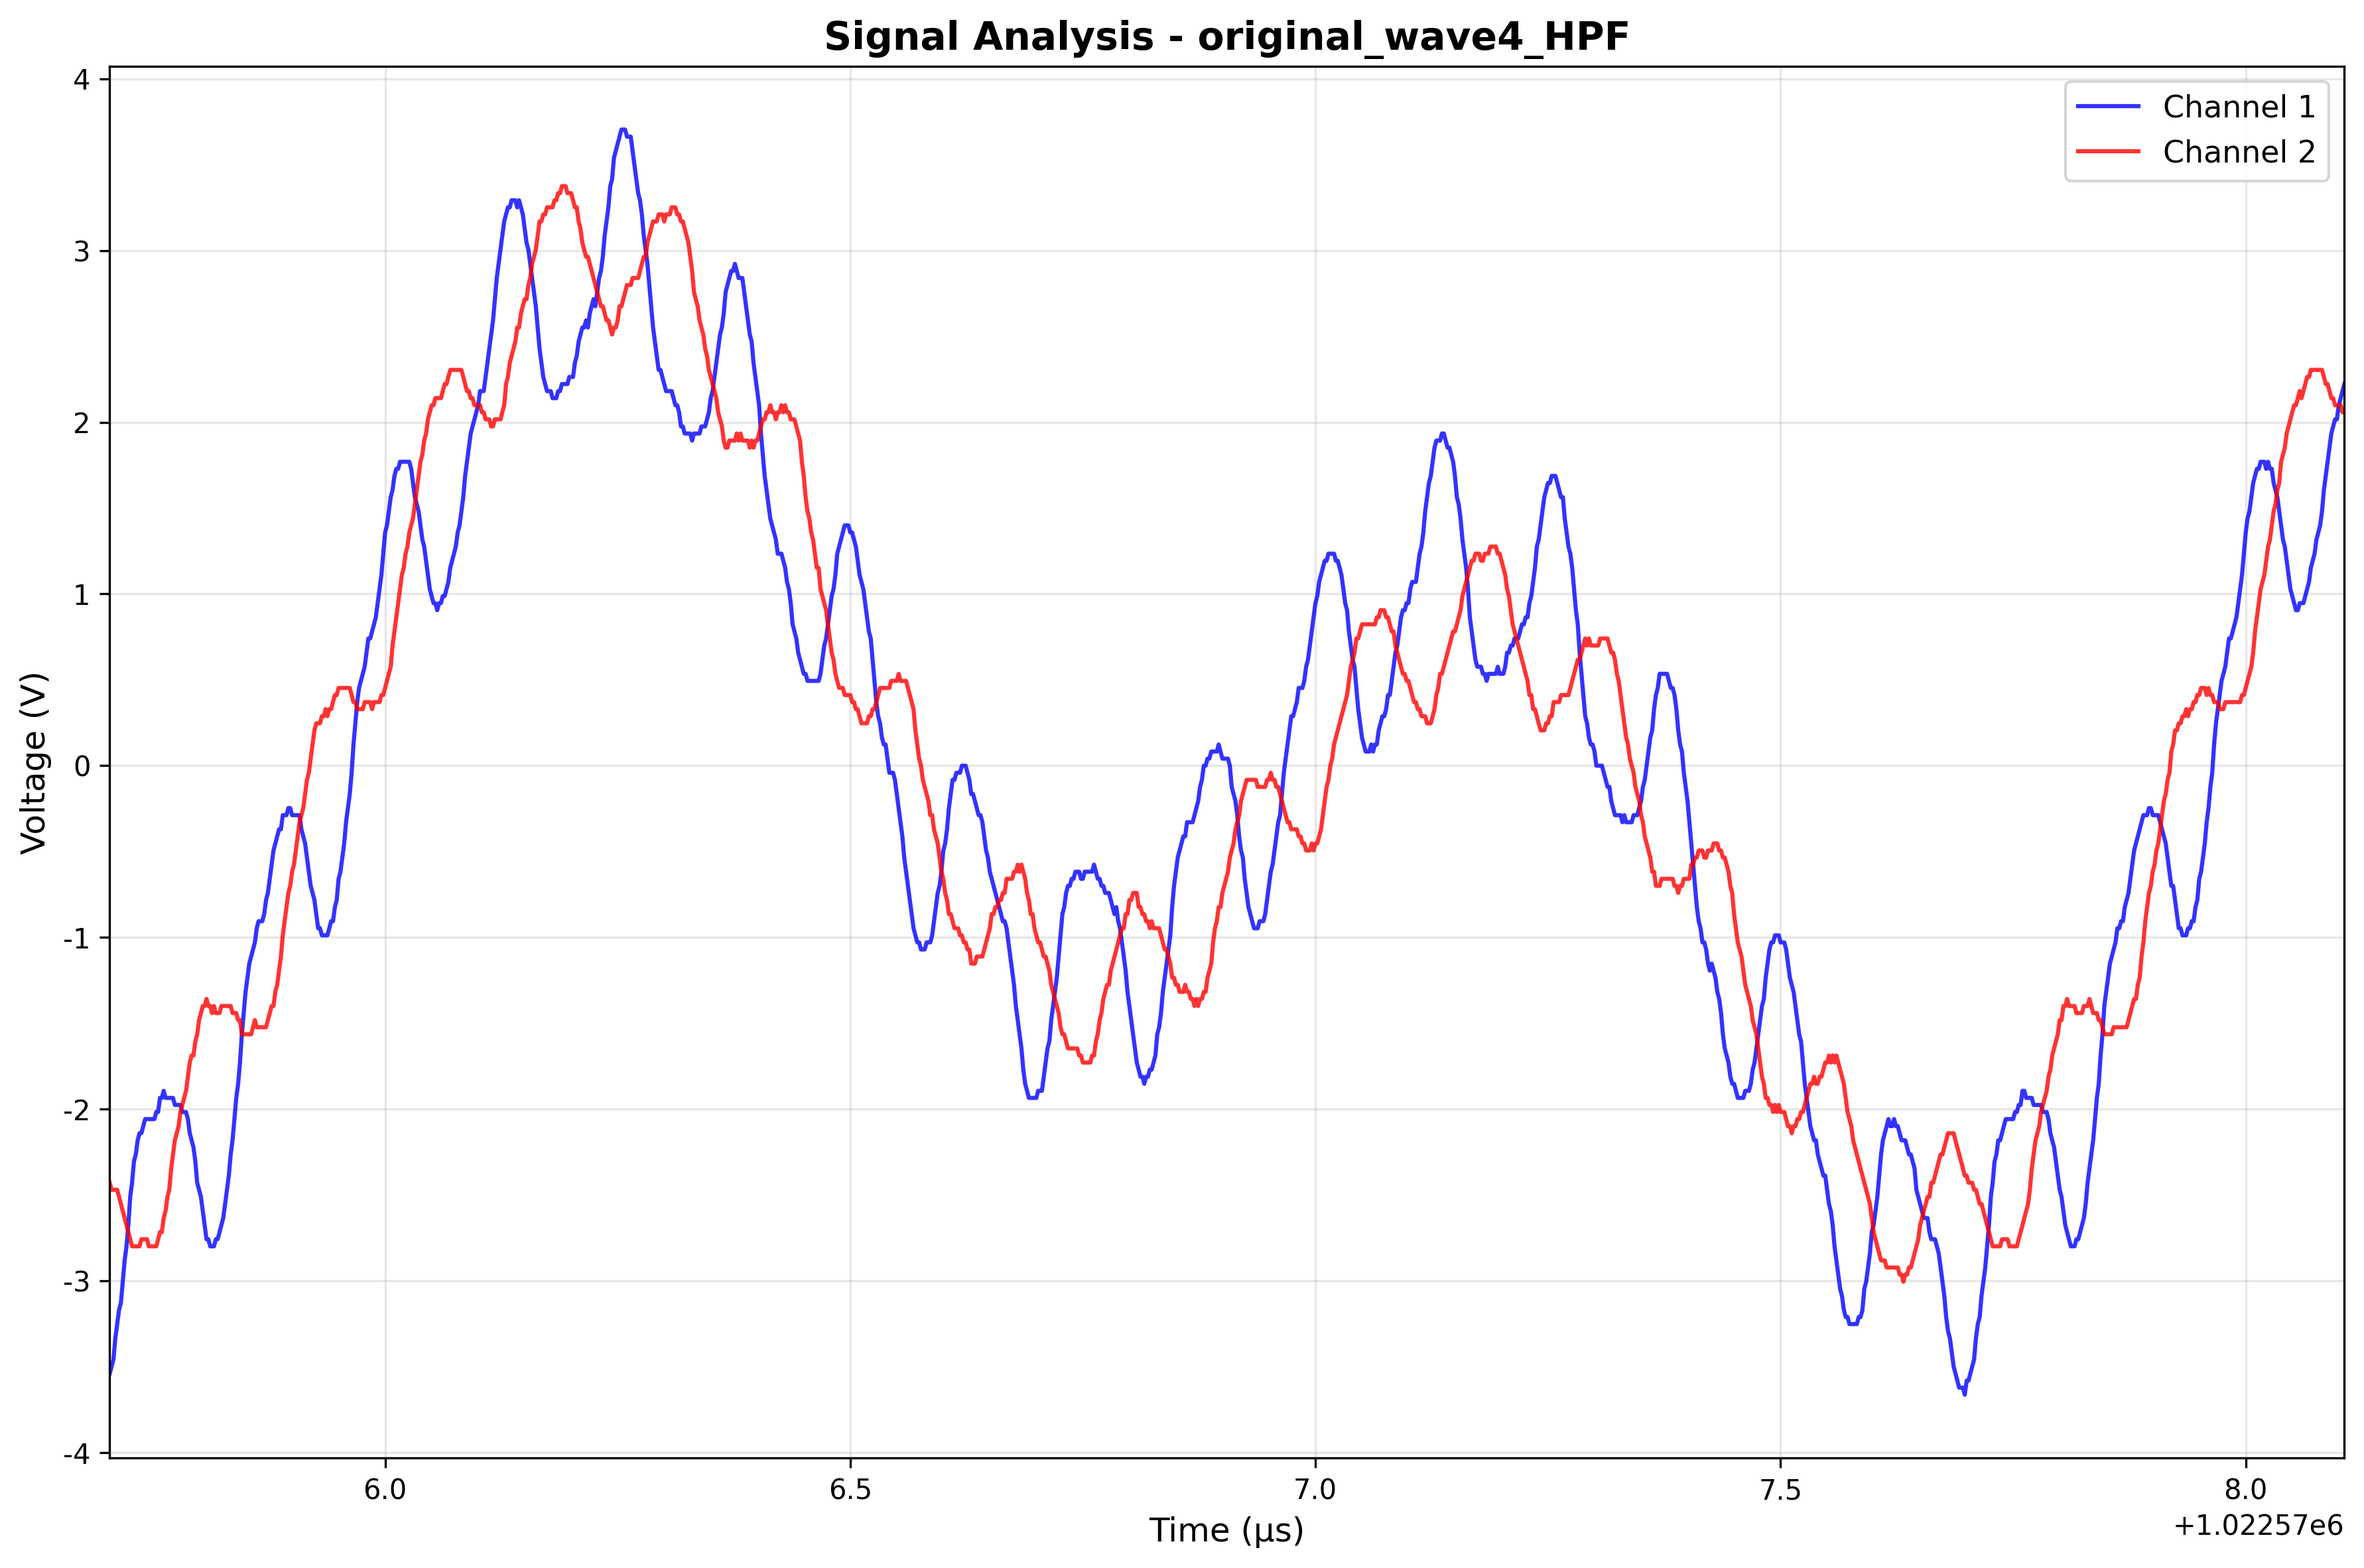 Signal Analysis - original_wave4_HPF
Channel 1
Channel 2
Voltage (V)
4
3
2
1
0
-1
-2
-3
-4
6.0 6.5 7.0 7.5 8.0
Time (µs)
+1.02257e6